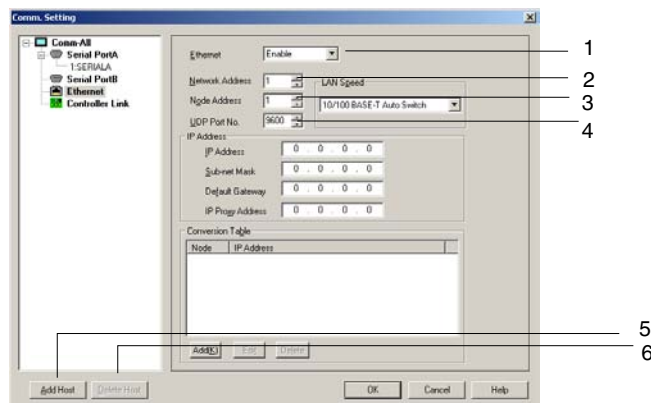 Comm. Setting
Comm-All
Serial PortA
1:SERIALA
Serial PortB
Ethernet
Controller Link
Ethernet Enable 1
Network Address 1 2
LAN Speed
Node Address 1 3
10/100 BASE-T Auto Switch
UDP Port No. 9600 4
IP Address
IP Address 0 . 0 . 0 . 0
Sub-net Mask 0 . 0 . 0 . 0
Default Gateway 0 . 0 . 0 . 0
IP Proxy Address 0 . 0 . 0 . 0
Conversion Table
Node IP Address
Add(K) Edit Delete
5
6
Add Host Delete Host OK Cancel Help